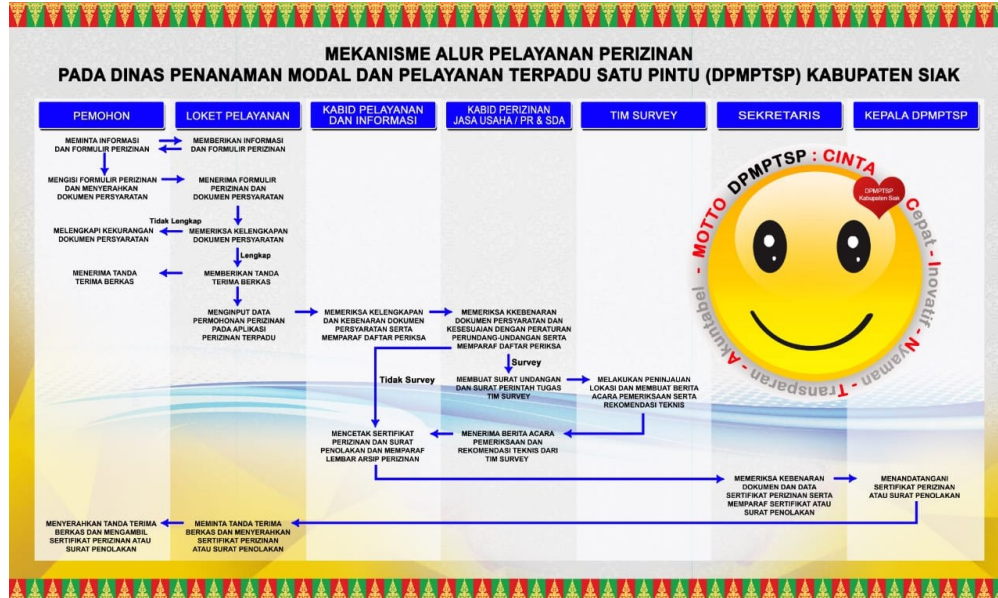 MEKANISME ALUR PELAYANAN PERIZINAN
PADA DINAS PENANAMAN MODAL DAN PELAYANAN TERPADU SATU PINTU (DPMPTSP) KABUPATEN SIAK
PEMOHON
LOKET PELAYANAN
KABID PELAYANAN
DAN INFORMASI
KABID PERIZINAN
JASA USAHA / PR & SDA
TIM SURVEY
SEKRETARIS
KEPALA DPMPTSP
MEMINTA INFORMASI
DAN FORMULIR PERIZINAN
MEMBERIKAN INFORMASI
DAN FORMULIR PERIZINAN
MENGISI FORMULIR PERIZINAN
DAN MENYERAHKAN
DOKUMEN PERSYARATAN
MENERIMA FORMULIR
PERIZINAN DAN
DOKUMEN PERSYARATAN
Tidak Lengkap
MELENGKAPI KEKURANGAN
DOKUMEN PERSYARATAN
MEMERIKSA KELENGKAPAN
DOKUMEN PERSYARATAN
Lengkap
MENERIMA TANDA
TERIMA BERKAS
MEMBERIKAN TANDA
TERIMA BERKAS
MENGINPUT DATA
PERMOHONAN PERIZINAN
PADA APLIKASI
PERIZINAN TERPADU
MEMERIKSA KELENGKAPAN
DAN KEBENARAN DOKUMEN
PERSYARATAN SERTA
MEMPARAF DAFTAR PERIKSA
MEMERIKSA KKEBENARAN
DOKUMEN PERSYARATAN DAN
KESESUAIAN DENGAN PERATURAN
PERUNDANG-UNDANGAN SERTA
MEMPARAF DAFTAR PERIKSA
Survey
Tidak Survey
MEMBUAT SURAT UNDANGAN
DAN SURAT PERINTAH TUGAS
TIM SURVEY
MELAKUKAN PENINJAUAN
LOKASI DAN MEMBUAT BERITA
ACARA PEMERIKSAAN SERTA
REKOMENDASI TEKNIS
MENCETAK SERTIFIKAT
PERIZINAN DAN SURAT
PENOLAKAN DAN MEMPARAF
LEMBAR ARSIP PERIZINAN
MENERIMA BERITA ACARA
PEMERIKSAAN DAN
REKOMENDASI TEKNIS DARI
TIM SURVEY
MEMERIKSA KEBENARAN
DOKUMEN DAN DATA
SERTIFIKAT PERIZINAN SERTA
MEMPARAF SERTIFIKAT ATAU
SURAT PENOLAKAN
MENANDATANGANI
SERTIFIKAT PERIZINAN
ATAU SURAT PENOLAKAN
MENYERAHKAN TANDA TERIMA
BERKAS DAN MENGAMBIL
SERTIFIKAT PERIZINAN ATAU
SURAT PENOLAKAN
MEMINTA TANDA TERIMA
BERKAS DAN MENYERAHKAN
SERTIFIKAT PERIZINAN
ATAU SURAT PENOLAKAN
MOTTO DPMPTSP : CINTA
Cepat - Inovatif - Nyaman - Transparan - Akuntabel -
DPMPTSP
Kabupaten Siak